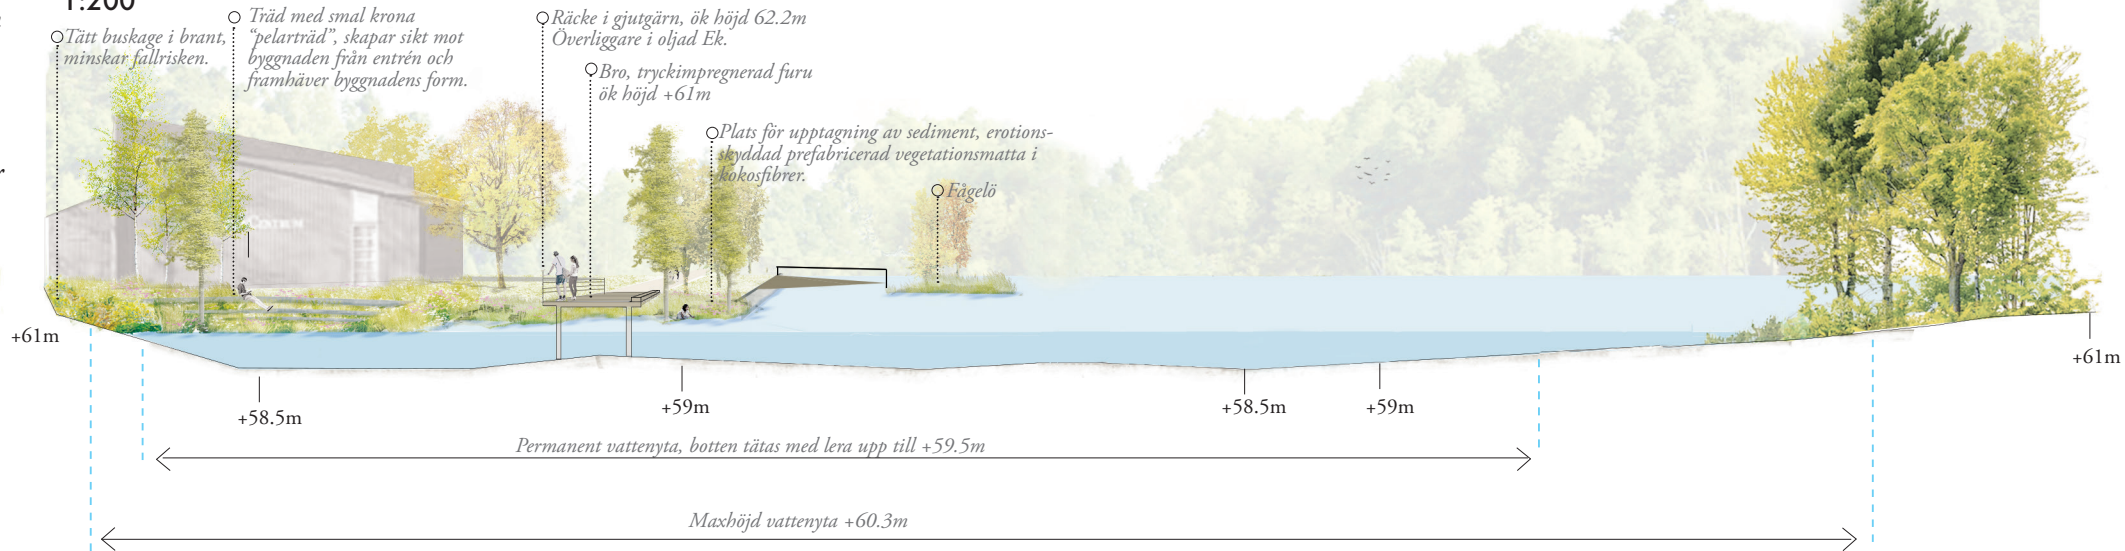 1:200
Tätt buskage i brant,
minskar fallrisken.
Träd med smal krona
“pelarträd”, skapar sikt mot
byggnaden från entrén och
framhäver byggnadens form.
Räcke i gjutgärn, ök höjd 62.2m
Överliggare i oljad Ek.
Bro, tryckimpregnerad furu
ök höjd +61m
Plats för upptagning av sediment, erotions-
skyddad prefabricerad vegetationsmatta i
kokosfibrer.
Fågelö
Centrum
r
+61m
+58.5m
+59m
+58.5m
+59m
+61m
Permanent vattenyta, botten tätas med lera upp till +59.5m
Maxhöjd vattenyta +60.3m